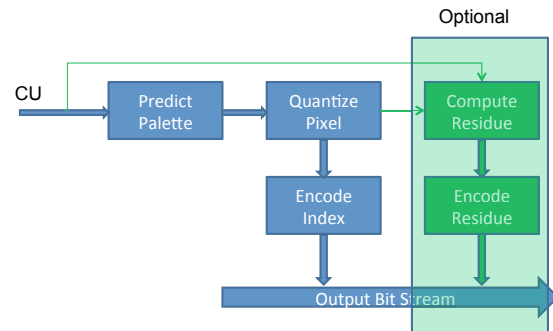 Optional
CU
Predict
Palette
Quantize
Pixel
Compute
Residue
Encode
Index
Encode
Residue
Output Bit Stream